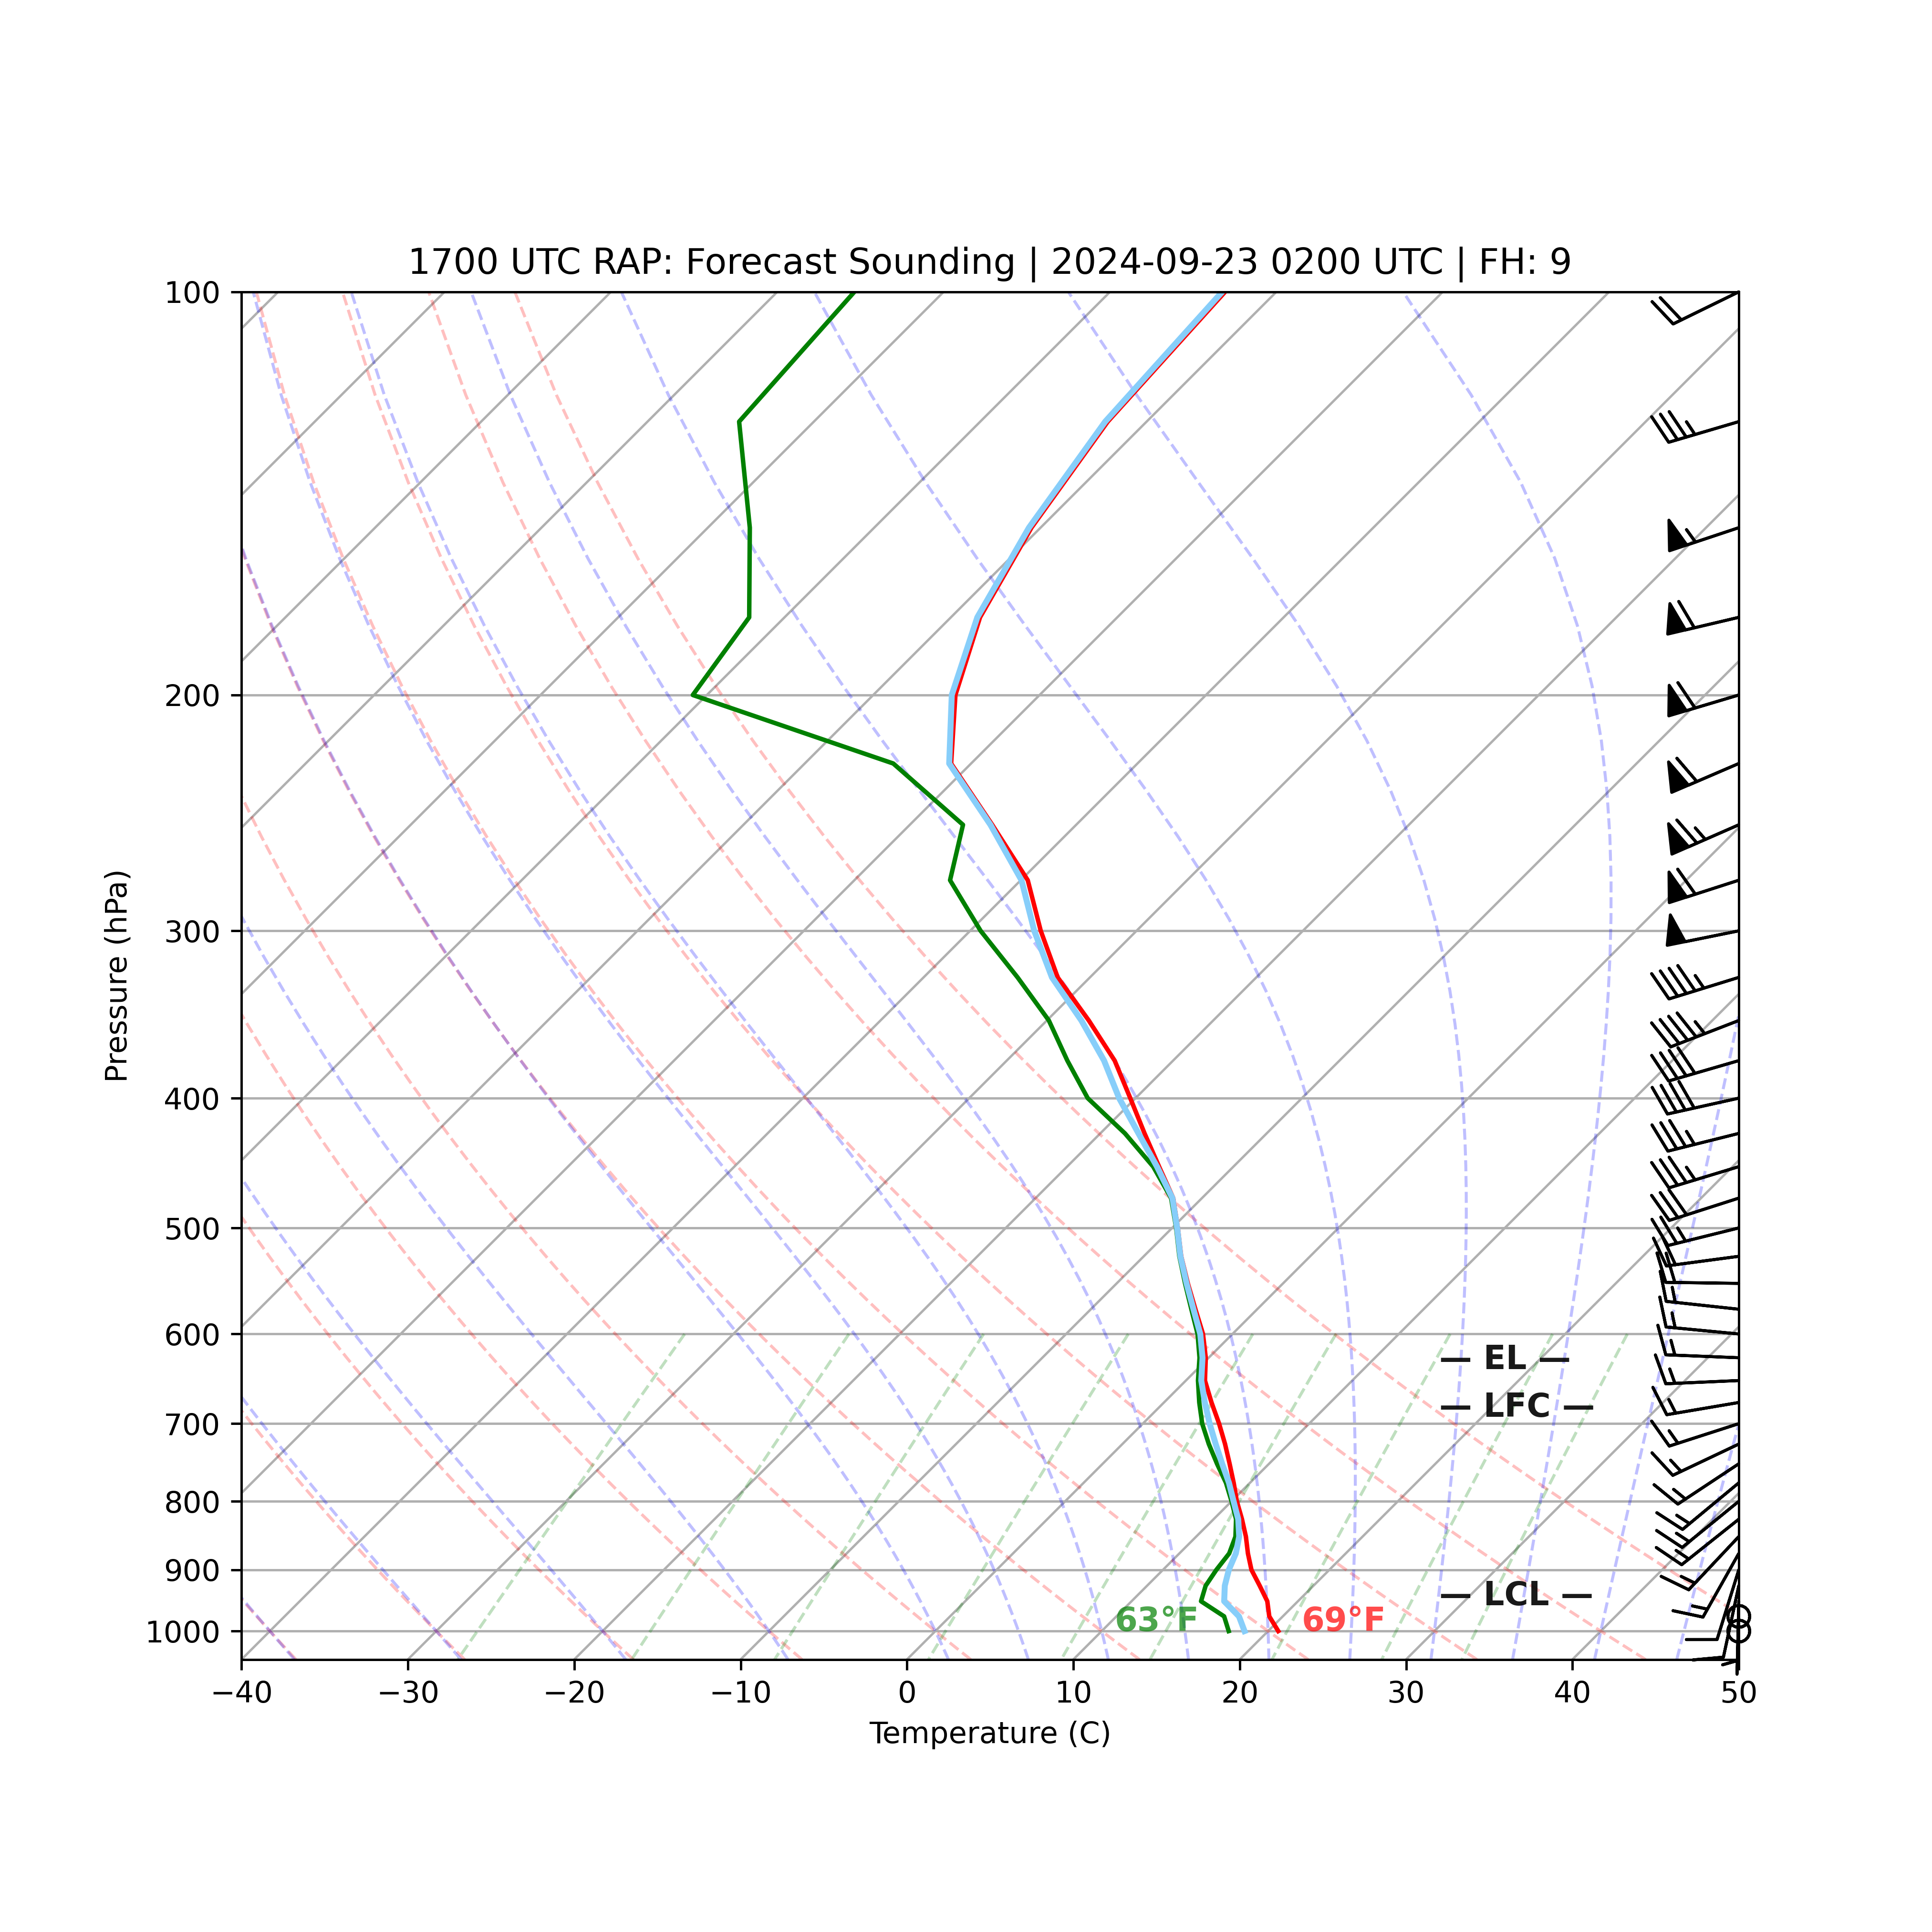 1700 UTC RAP: Forecast Sounding | 2024-09-23 0200 UTC | FH: 9
100
200
300
400
500
600
700
800
900
1000
Pressure (hPa)
— EL —
— LFC —
— LCL —
63°F
69°F
−40
−30
−20
−10
0
10
20
30
40
50
Temperature (C)